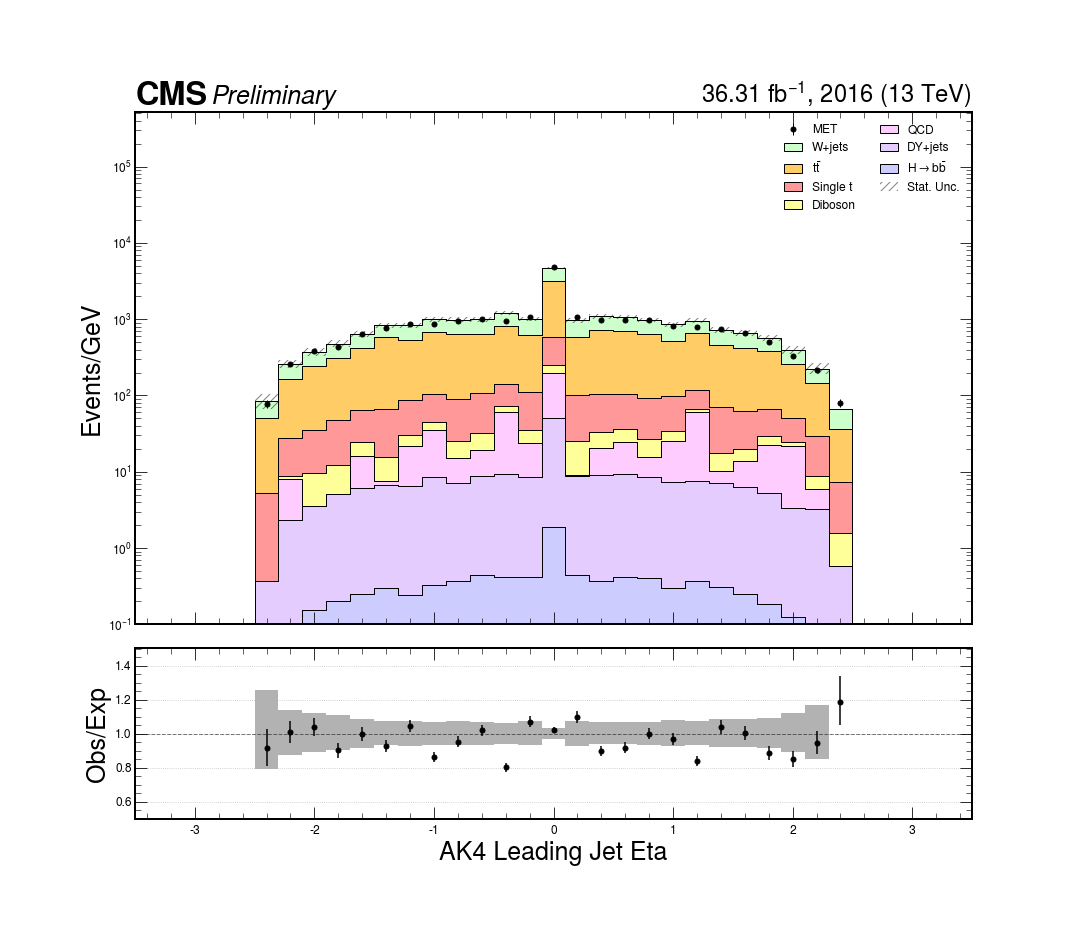 CMS Preliminary
36.31 fb⁻¹, 2016 (13 TeV)
MET
W+jets
tt̄
Single t
Diboson
QCD
DY+jets
H→bb̄
Stat. Unc.
Events/GeV
10⁵
10⁴
10³
10²
10¹
10⁰
10⁻¹
Obs/Exp
1.4
1.2
1.0
0.8
0.6
-3 -2 -1 0 1 2 3
AK4 Leading Jet Eta